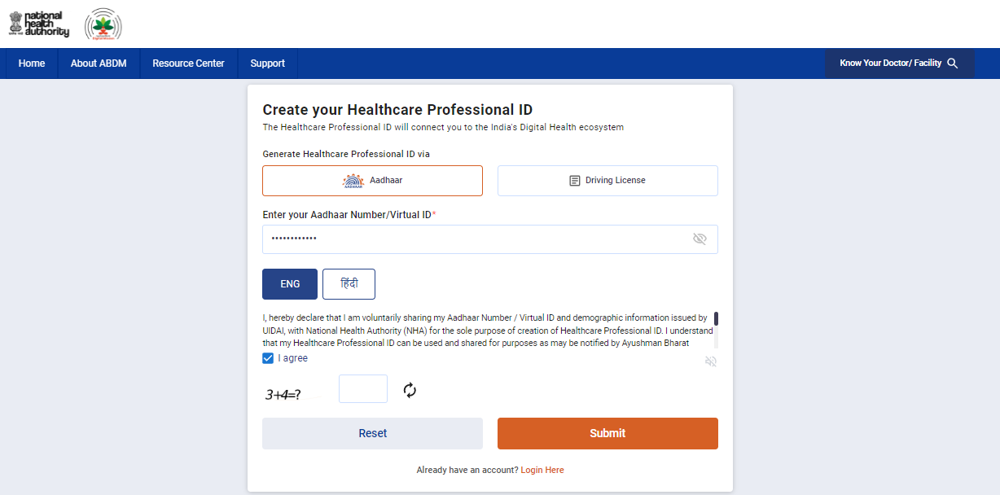 national
health
authority
Home About ABDM Resource Center Support Know Your Doctor/ Facility
Create your Healthcare Professional ID
The Healthcare Professional ID will connect you to the India's Digital Health ecosystem
Generate Healthcare Professional ID via
AADHAAR Aadhaar Driving License
Enter your Aadhaar Number/Virtual ID*
••••••••••••
ENG हिंदी
I, hereby declare that I am voluntarily sharing my Aadhaar Number / Virtual ID and demographic information issued by
UIDAI, with National Health Authority (NHA) for the sole purpose of creation of Healthcare Professional ID. I understand
that my Healthcare Professional ID can be used and shared for purposes as may be notified by Ayushman Bharat
I agree
3+4=?
Reset Submit
Already have an account? Login Here